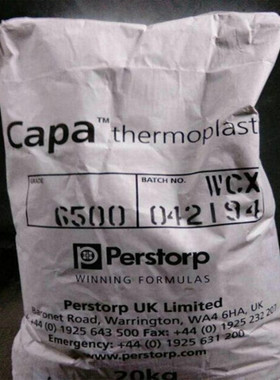 Capa™ thermoplast
GRADE BATCH NO. WCX
6500 042194
Perstorp
WINNING FORMULAS
Perstorp UK Limited
Baronet Road, Warrington, WA4 6HA, UK
+44 (0) 1925 643 500 Fax: +44 (0) 1925 232 207
Emergency: +44 (0) 1925 631 200
www.perstorp.com
20kg